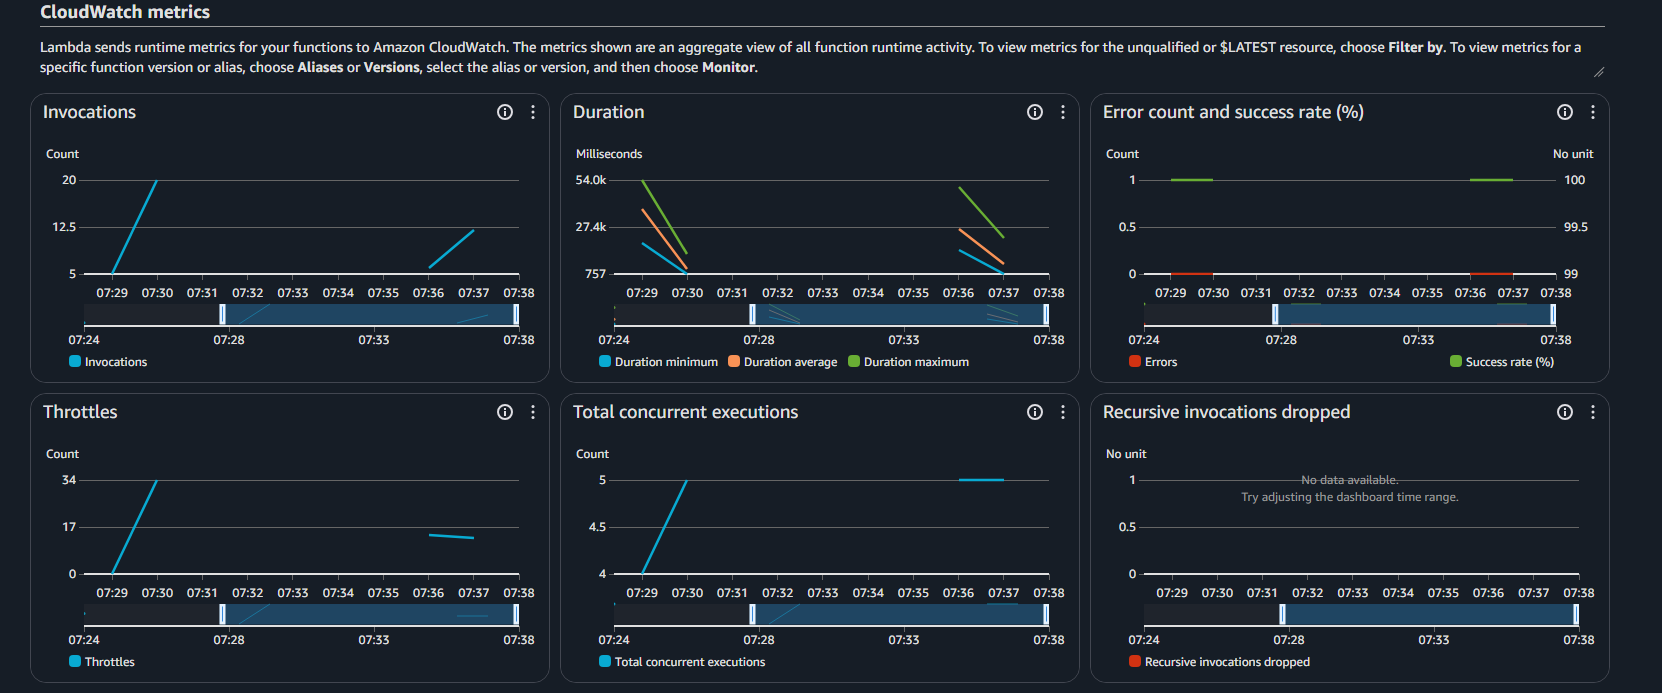 CloudWatch metrics
Lambda sends runtime metrics for your functions to Amazon CloudWatch. The metrics shown are an aggregate view of all function runtime activity. To view metrics for the unqualified or $LATEST resource, choose Filter by. To view metrics for a
specific function version or alias, choose Aliases or Versions, select the alias or version, and then choose Monitor.
Invocations
Count
20
12.5
5
07:29 07:30 07:31 07:32 07:33 07:34 07:35 07:36 07:37 07:38
07:24 07:28 07:33 07:38
Invocations
Duration
Milliseconds
54.0k
27.4k
757
07:29 07:30 07:31 07:32 07:33 07:34 07:35 07:36 07:37 07:38
07:24 07:28 07:33 07:38
Duration minimum Duration average Duration maximum
Error count and success rate (%)
Count No unit
1 100
0.5 99.5
0 99
07:29 07:30 07:31 07:32 07:33 07:34 07:35 07:36 07:37 07:38
07:24 07:28 07:33 07:38
Errors Success rate (%)
Throttles
Count
34
17
0
07:29 07:30 07:31 07:32 07:33 07:34 07:35 07:36 07:37 07:38
07:24 07:28 07:33 07:38
Throttles
Total concurrent executions
Count
5
4.5
4
07:29 07:30 07:31 07:32 07:33 07:34 07:35 07:36 07:37 07:38
07:24 07:28 07:33 07:38
Total concurrent executions
Recursive invocations dropped
No unit
1
No data available.
Try adjusting the dashboard time range.
0.5
0
07:29 07:30 07:31 07:32 07:33 07:34 07:35 07:36 07:37 07:38
07:24 07:28 07:33 07:38
Recursive invocations dropped